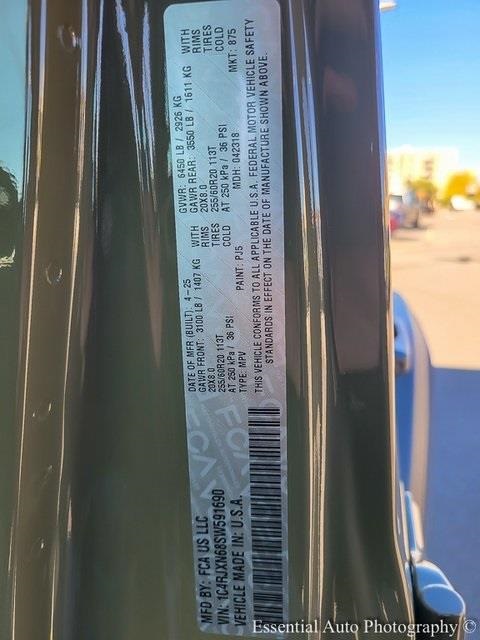 MFD BY: FCA US LLC
VIN: 1C4RJXN68SW591690
VEHICLE MADE IN: U.S.A.
DATE OF MFR (BUILT): 4-25
GAWR FRONT: 3100 LB / 1407 KG WITH
20X8.0 RIMS
255/60R20 113T TIRES
AT 250 kPa / 36 PSI COLD
TYPE: MPV PAINT: PJ5
GVWR: 6450 LB / 2926 KG
GAWR REAR: 3550 LB / 1611 KG WITH
20X8.0 RIMS
255/60R20 113T TIRES
AT 250 kPa / 36 PSI COLD
MDH: 042318 MKT: 875
THIS VEHICLE CONFORMS TO ALL APPLICABLE U.S.A. FEDERAL MOTOR VEHICLE SAFETY
STANDARDS IN EFFECT ON THE DATE OF MANUFACTURE SHOWN ABOVE.
FCA
FCA
Essential Auto Photography ©